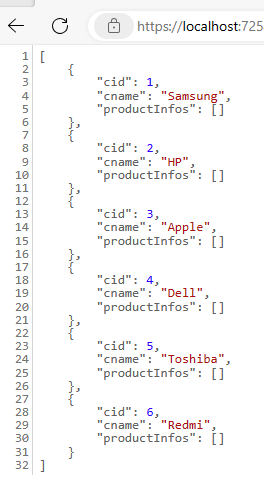 https://localhost:725
1 [
2 {
3 "cid": 1,
4 "cname": "Samsung",
5 "productInfos": []
6 },
7 {
8 "cid": 2,
9 "cname": "HP",
10 "productInfos": []
11 },
12 {
13 "cid": 3,
14 "cname": "Apple",
15 "productInfos": []
16 },
17 {
18 "cid": 4,
19 "cname": "Dell",
20 "productInfos": []
21 },
22 {
23 "cid": 5,
24 "cname": "Toshiba",
25 "productInfos": []
26 },
27 {
28 "cid": 6,
29 "cname": "Redmi",
30 "productInfos": []
31 }
32 ]